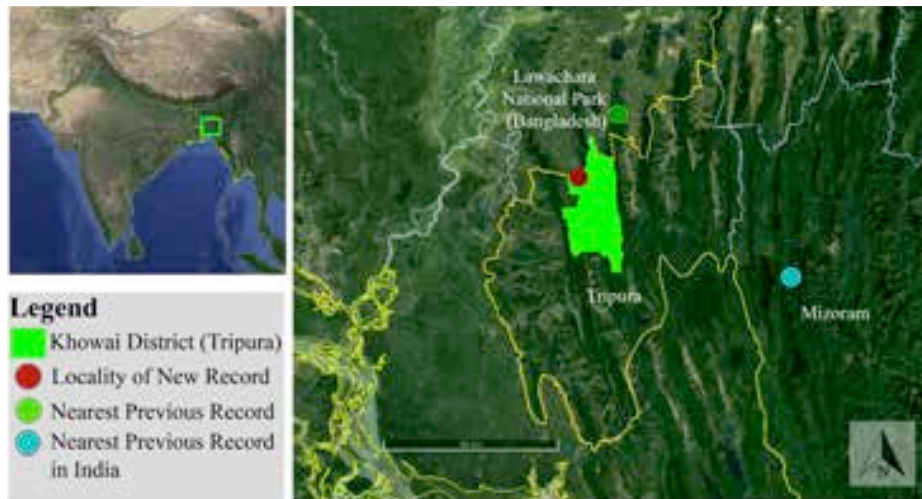 Lawachara
National Park
(Bangladesh)
Tripura
Mizoram
Legend
Khowai District (Tripura)
Locality of New Record
Nearest Previous Record
Nearest Previous Record
in India
N